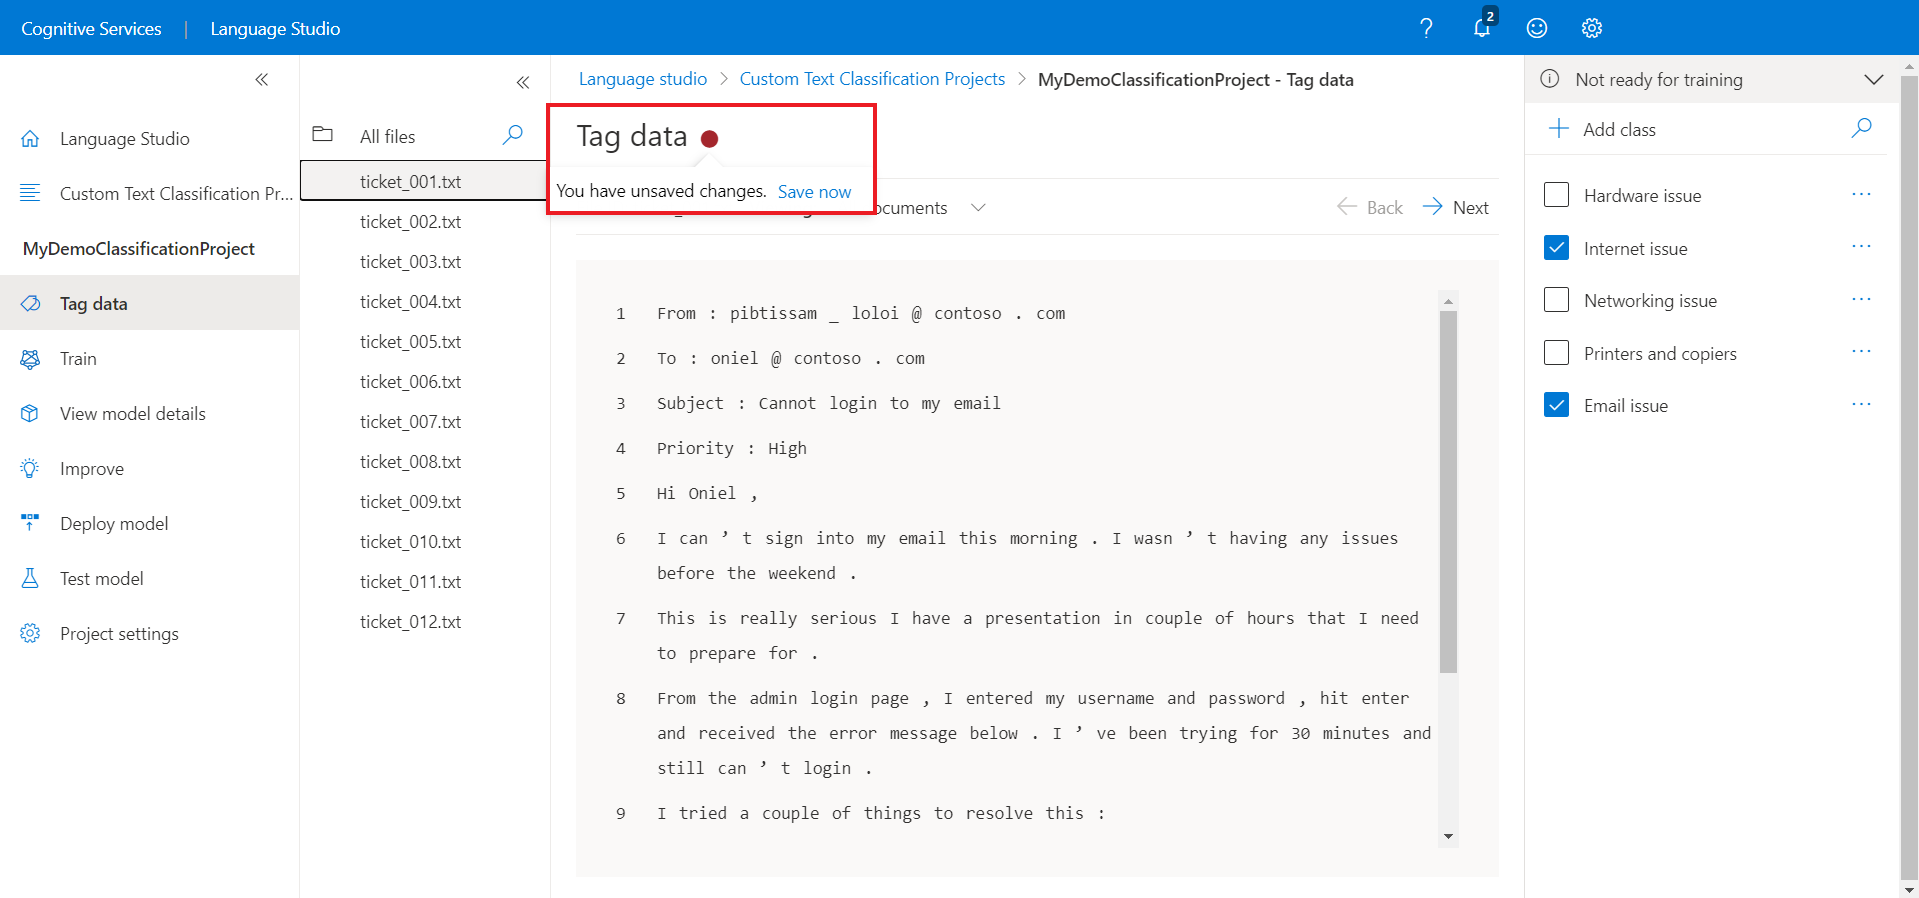 Cognitive Services | Language Studio
2
Language Studio
Custom Text Classification Pr...
MyDemoClassificationProject
Tag data
Train
View model details
Improve
Deploy model
Test model
Project settings
All files
ticket_001.txt
ticket_002.txt
ticket_003.txt
ticket_004.txt
ticket_005.txt
ticket_006.txt
ticket_007.txt
ticket_008.txt
ticket_009.txt
ticket_010.txt
ticket_011.txt
ticket_012.txt
Language studio > Custom Text Classification Projects > MyDemoClassificationProject - Tag data
Tag data
You have unsaved changes. Save now
Back Next
1 From : pibtissam _ loloi @ contoso . com
2 To : oniel @ contoso . com
3 Subject : Cannot login to my email
4 Priority : High
5 Hi Oniel ,
6 I can ’ t sign into my email this morning . I wasn ’ t having any issues
before the weekend .
7 This is really serious I have a presentation in couple of hours that I need
to prepare for .
8 From the admin login page , I entered my username and password , hit enter
and received the error message below . I ’ ve been trying for 30 minutes and
still can ’ t login .
9 I tried a couple of things to resolve this :
Not ready for training
Add class
Hardware issue
Internet issue
Networking issue
Printers and copiers
Email issue